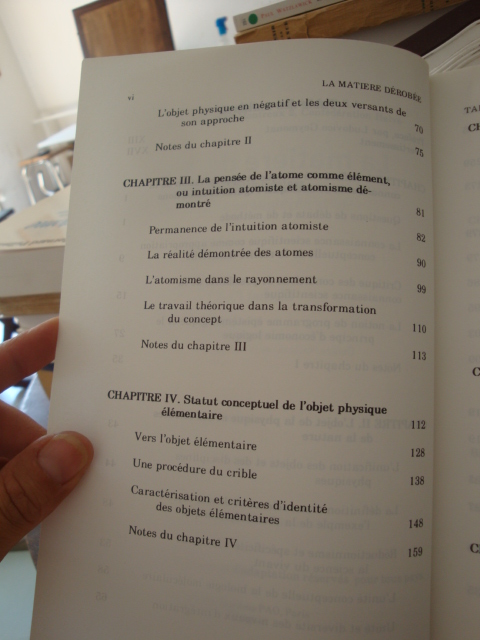 vi
LA MATIERE DÉROBÉE
L'objet physique en négatif et les deux versants de
son approche 70
Notes du chapitre II 75
CHAPITRE III. La pensée de l'atome comme élément,
ou intuition atomiste et atomisme dé-
montré 81
Permanence de l'intuition atomiste 82
La réalité démontrée des atomes 90
L'atomisme dans le rayonnement 99
Le travail théorique dans la transformation
du concept 110
Notes du chapitre III 113
CHAPITRE IV. Statut conceptuel de l'objet physique
élémentaire 112
Vers l'objet élémentaire 128
Une procédure du crible 138
Caractérisation et critères d'identité
des objets élémentaires 148
Notes du chapitre IV 159